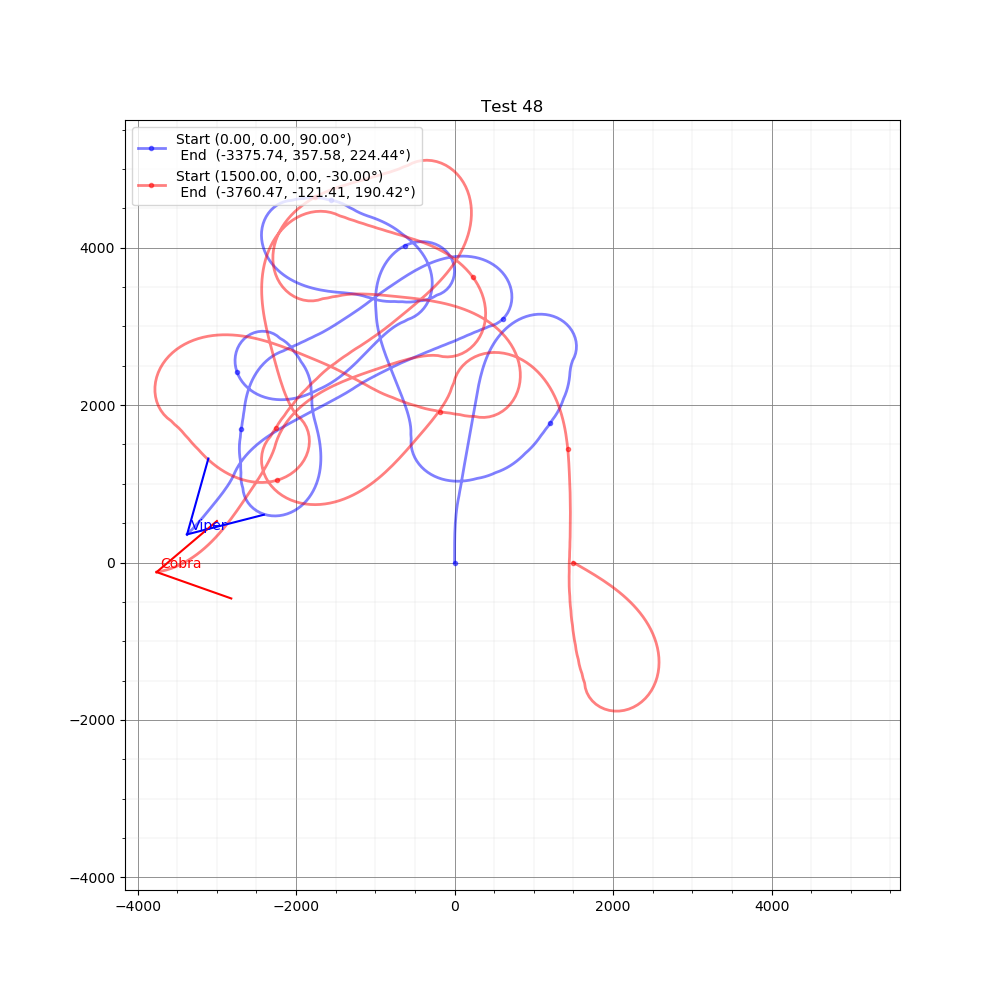 Test 48
Start (0.00, 0.00, 90.00°)
End (-3375.74, 357.58, 224.44°)
Start (1500.00, 0.00, -30.00°)
End (-3760.47, -121.41, 190.42°)
4000
2000
0
−2000
−4000
Viper
Cobra
−4000 −2000 0 2000 4000